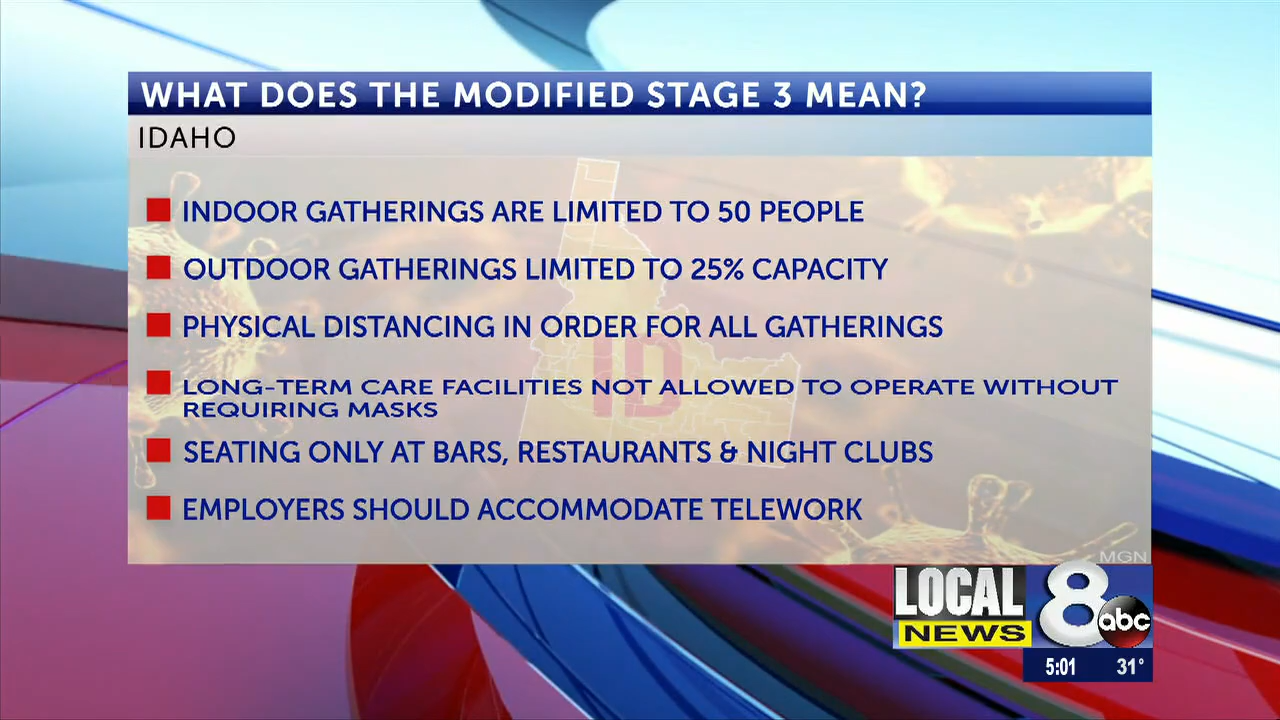 WHAT DOES THE MODIFIED STAGE 3 MEAN?
IDAHO
INDOOR GATHERINGS ARE LIMITED TO 50 PEOPLE
OUTDOOR GATHERINGS LIMITED TO 25% CAPACITY
PHYSICAL DISTANCING IN ORDER FOR ALL GATHERINGS
LONG-TERM CARE FACILITIES NOT ALLOWED TO OPERATE WITHOUT
REQUIRING MASKS
SEATING ONLY AT BARS, RESTAURANTS & NIGHT CLUBS
EMPLOYERS SHOULD ACCOMMODATE TELEWORK
ID
MGN
LOCAL
NEWS
8
abc
5:01 31°